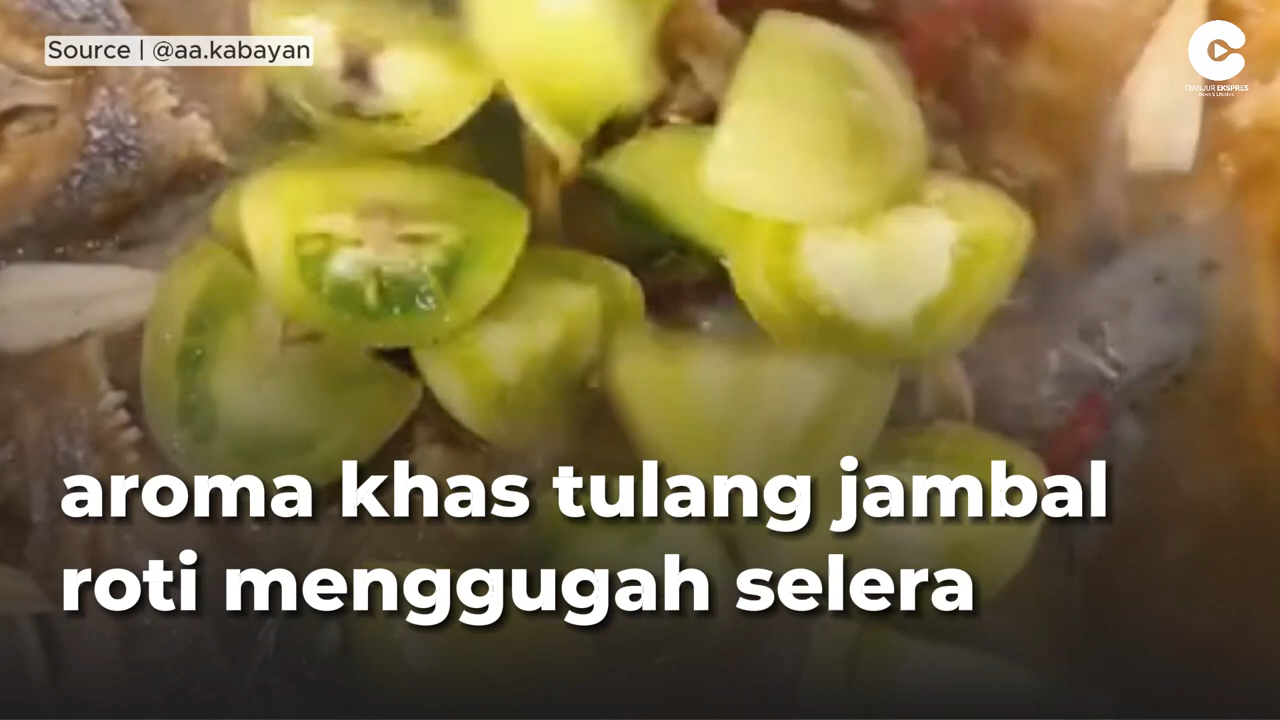 Source | @aa.kabayan
CIANJUR EKSPRES
aroma khas tulang jambal
roti menggugah selera